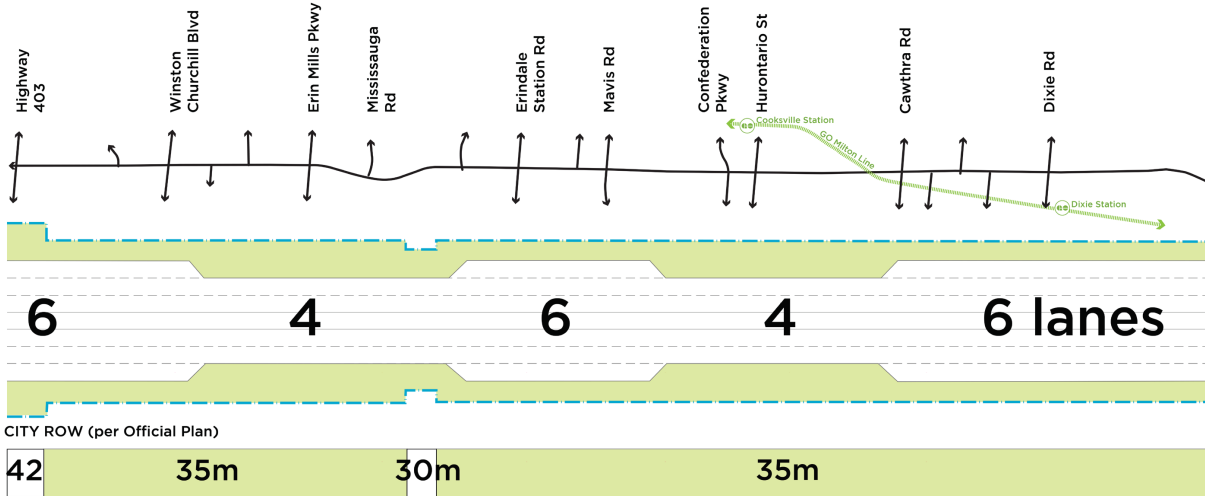 Highway
403
Winston
Churchill Blvd
Erin Mills Pkwy
Mississauga
Rd
Erindale
Station Rd
Mavis Rd
Confederation
Pkwy
Hurontario St
Cawthra Rd
Dixie Rd
Cooksville Station
GO Milton Line
Dixie Station
6
4
6
4
6 lanes
CITY ROW (per Official Plan)
42
35m
30m
35m